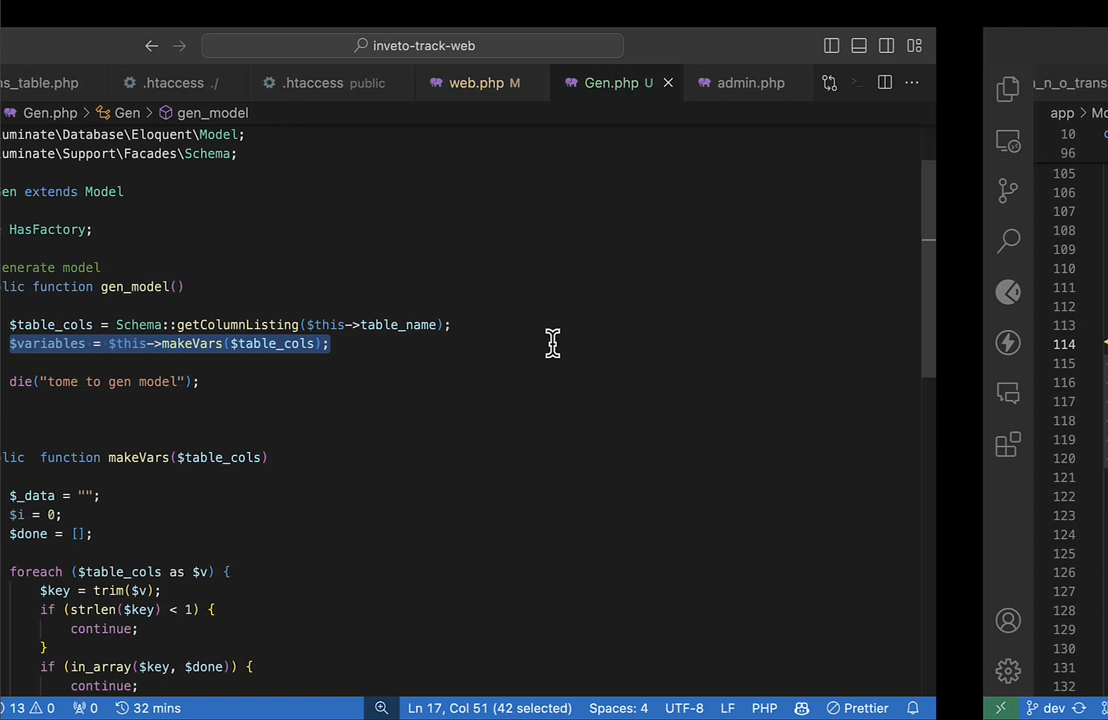 inveto-track-web
ns_table.php .htaccess ./ .htaccess public web.php M Gen.php U admin.php
Gen.php > Gen > gen_model
uminate\Database\Eloquent\Model;
uminate\Support\Facades\Schema;
en extends Model
HasFactory;
enerate model
lic function gen_model()
$table_cols = Schema::getColumnListing($this->table_name);
$variables = $this->makeVars($table_cols);
die("tome to gen model");
lic function makeVars($table_cols)
$_data = "";
$i = 0;
$done = [];
foreach ($table_cols as $v) {
$key = trim($v);
if (strlen($key) < 1) {
continue;
}
if (in_array($key, $done)) {
continue;
13 0 0 32 mins Ln 17, Col 51 (42 selected) Spaces: 4 UTF-8 LF PHP Prettier
_n_o_trans
app > Mo
10
96
105
106
107
108
109
110
111
112
113
114
115
116
117
118
119
120
121
122
123
124
125
126
127
128
129
130
131
132
dev